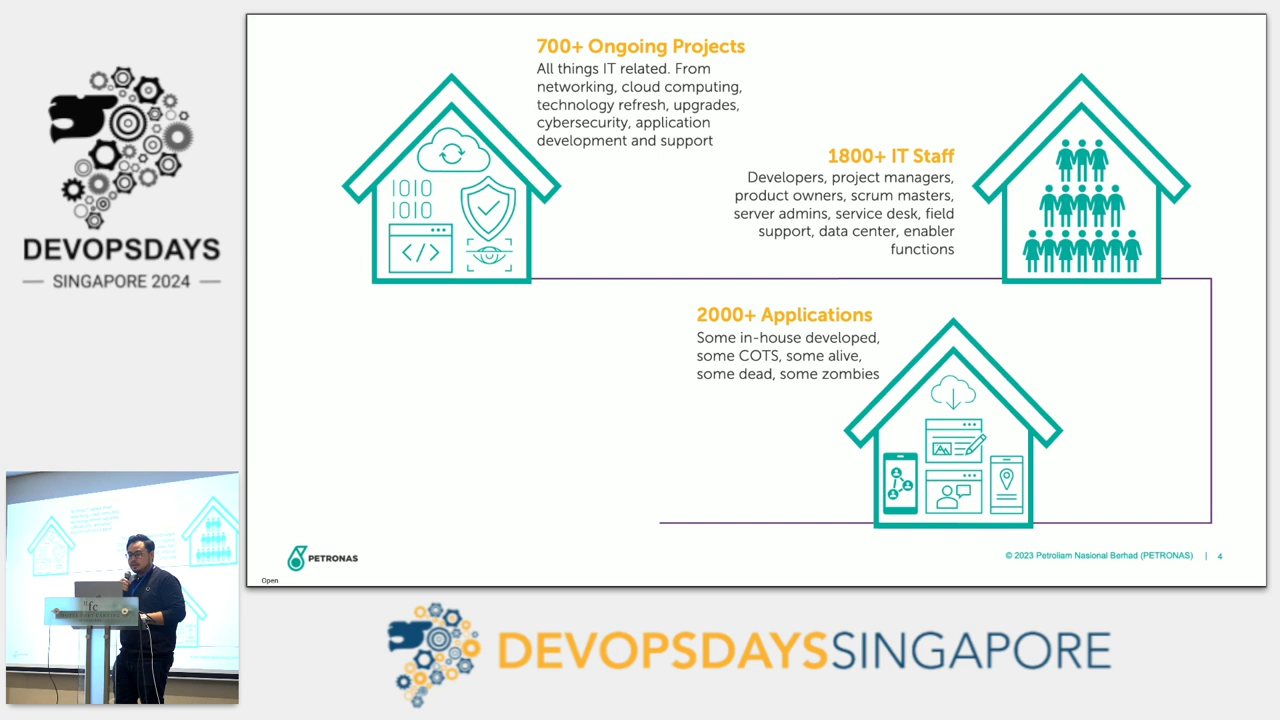 DEVOPSDAYS
SINGAPORE 2024
700+ Ongoing Projects
All things IT related. From
networking, cloud computing,
technology refresh, upgrades,
cybersecurity, application
development and support
1010
1010
</>
1800+ IT Staff
Developers, project managers,
product owners, scrum masters,
server admins, service desk, field
support, data center, enabler
functions
2000+ Applications
Some in-house developed,
some COTS, some alive,
some dead, some zombies
PETRONAS
© 2023 Petroliam Nasional Berhad (PETRONAS) | 4
Open
DEVOPSDAYSSINGAPORE